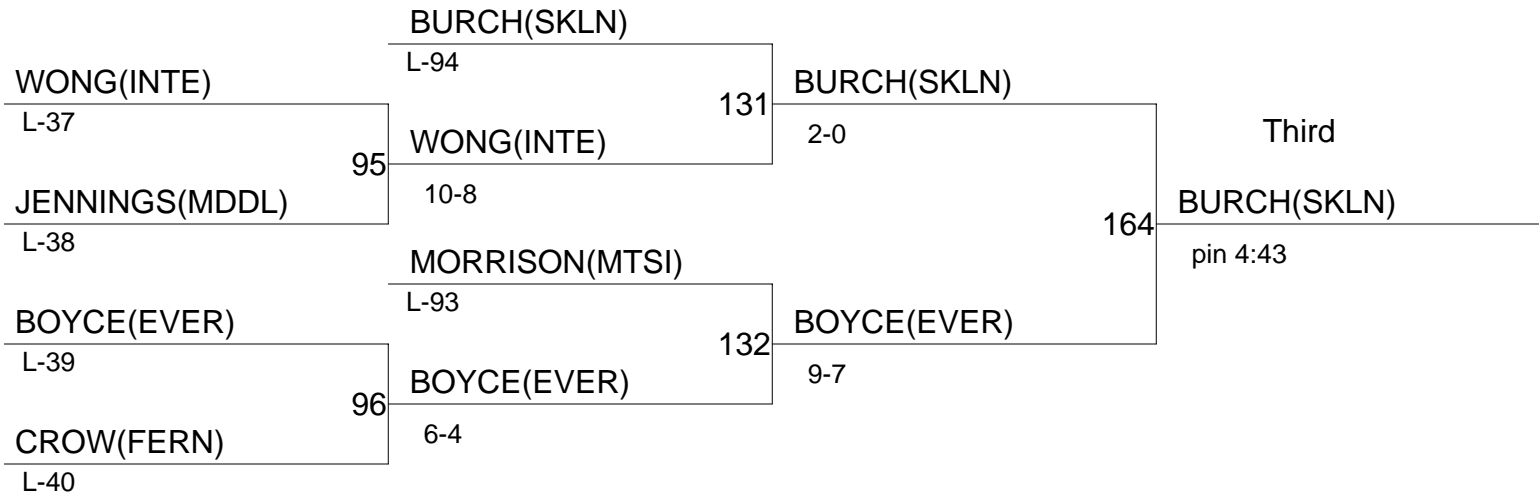 BURCH(SKLN)
L-94
WONG(INTE)
L-37
131
BURCH(SKLN)
2-0
Third
95
WONG(INTE)
10-8
JENNINGS(MDDL)
L-38
164
BURCH(SKLN)
pin 4:43
MORRISON(MTSI)
L-93
BOYCE(EVER)
L-39
132
BOYCE(EVER)
9-7
96
BOYCE(EVER)
6-4
CROW(FERN)
L-40